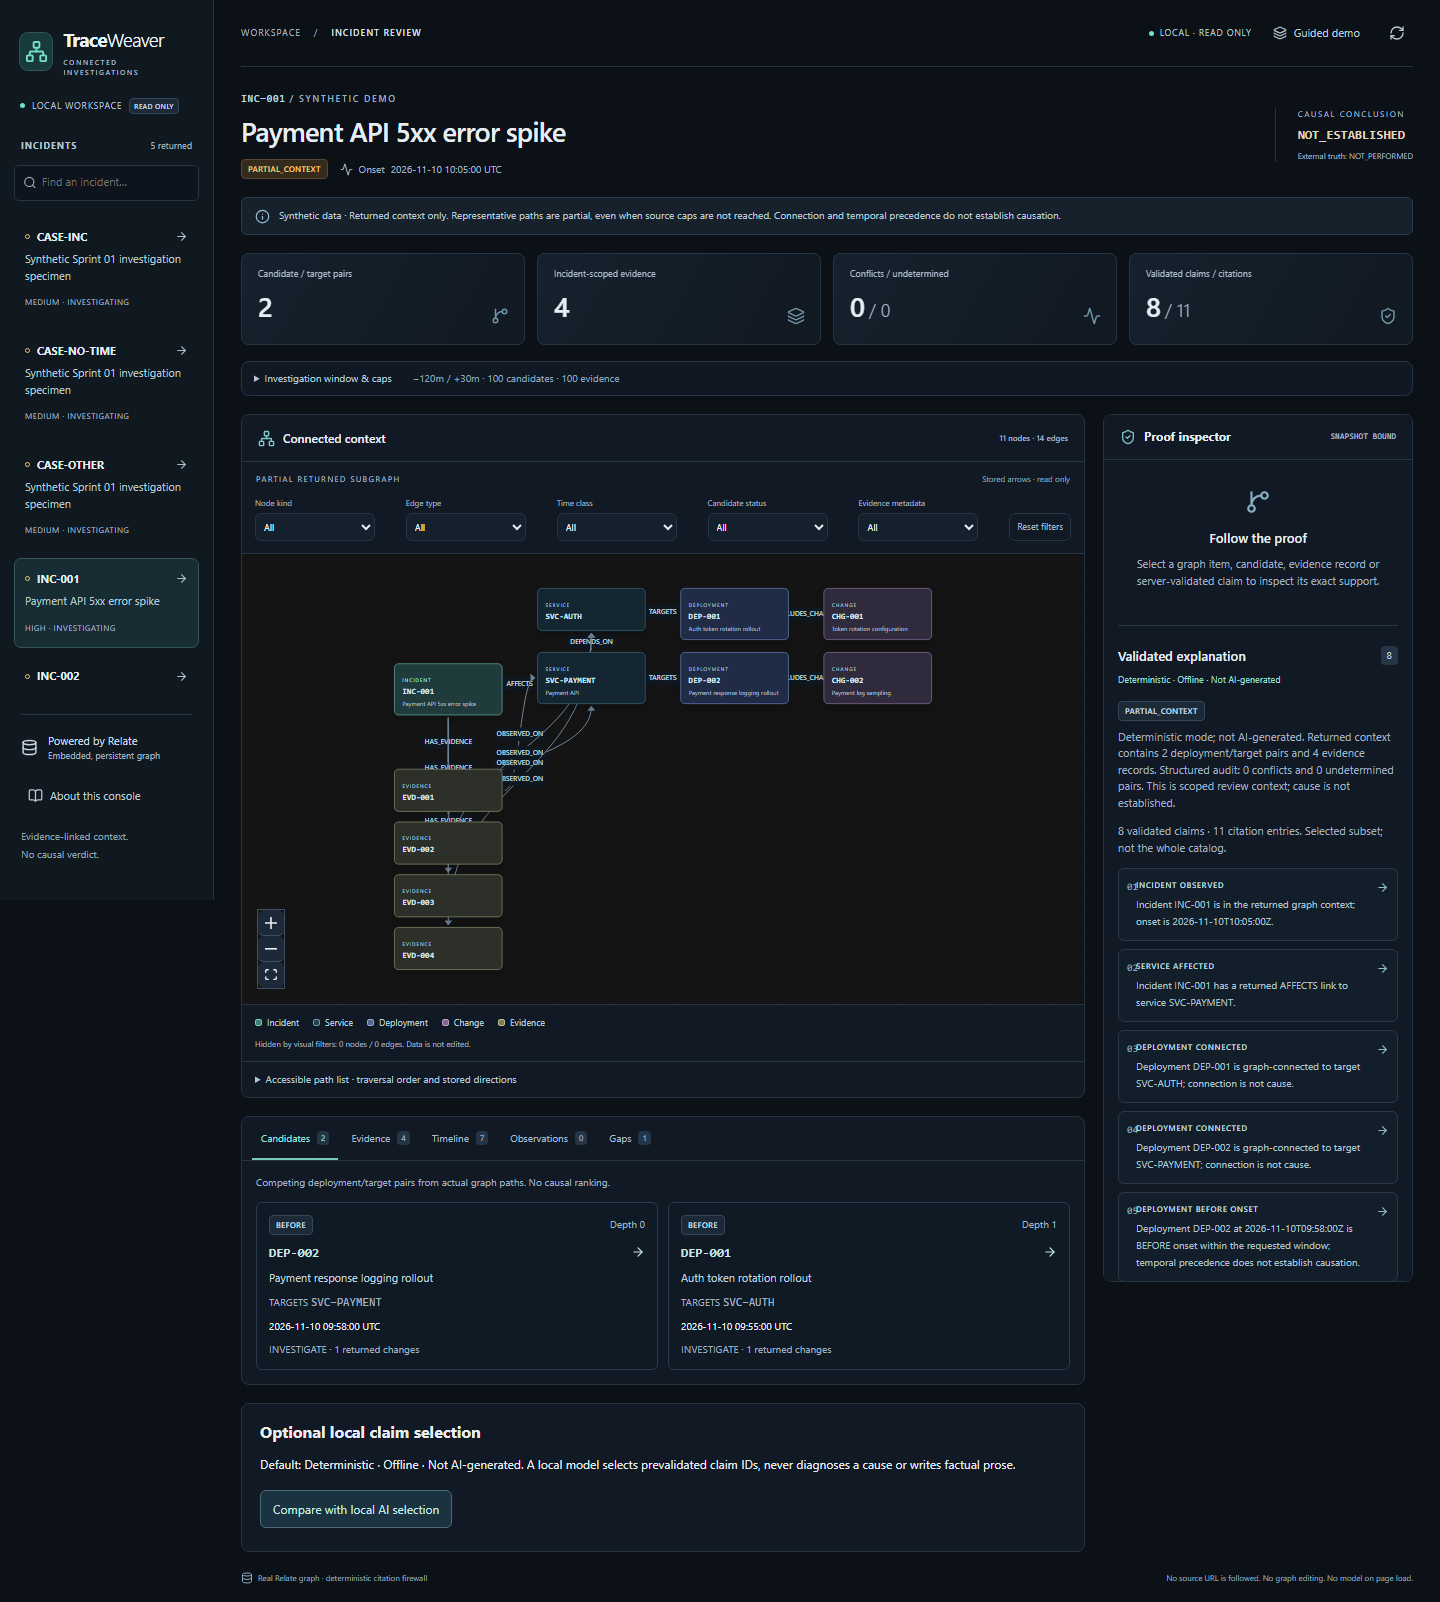 TraceWeaver
CONNECTED
INVESTIGATIONS
LOCAL WORKSPACE READ ONLY
INCIDENTS 5 returned
Find an incident...
CASE-INC
Synthetic Sprint 01 investigation
specimen
MEDIUM · INVESTIGATING
CASE-NO-TIME
Synthetic Sprint 01 investigation
specimen
MEDIUM · INVESTIGATING
CASE-OTHER
Synthetic Sprint 01 investigation
specimen
MEDIUM · INVESTIGATING
INC-001
Payment API 5xx error spike
HIGH · INVESTIGATING
INC-002
Powered by Relate
Embedded, persistent graph
About this console
Evidence-linked context.
No causal verdict.
WORKSPACE / INCIDENT REVIEW
LOCAL · READ ONLY
Guided demo
INC-001 / SYNTHETIC DEMO
Payment API 5xx error spike
PARTIAL_CONTEXT Onset 2026-11-10 10:05:00 UTC
CAUSAL CONCLUSION
NOT_ESTABLISHED
External truth: NOT_PERFORMED
Synthetic data · Returned context only. Representative paths are partial, even when source caps are not reached. Connection and temporal precedence do not establish causation.
Candidate / target pairs
2
Incident-scoped evidence
4
Conflicts / undetermined
0 / 0
Validated claims / citations
8 / 11
Investigation window & caps −120m / +30m · 100 candidates · 100 evidence
Connected context 11 nodes · 14 edges
PARTIAL RETURNED SUBGRAPH Stored arrows · read only
Node kind Edge type Time class Candidate status Evidence metadata
All All All All All Reset filters
SERVICE
SVC-AUTH
TARGETS
DEPLOYMENT
DEP-001
Auth token rotation rollout
LUDES_CHA
CHANGE
CHG-001
Token rotation configuration
DEPENDS_ON
INCIDENT
INC-001
Payment API 5xx error spike
AFFECTS
SERVICE
SVC-PAYMENT
Payment API
TARGETS
DEPLOYMENT
DEP-002
Payment response logging rollout
LUDES_CHA
CHANGE
CHG-002
Payment log sampling
OBSERVED_ON
HAS_EVIDENCE
OBSERVED_ON
OBSERVED_ON
HAS_EVIDENCE
BSERVED_ON
EVIDENCE
EVD-001
HAS_EVIDENCE
EVIDENCE
EVD-002
EVIDENCE
EVD-003
EVIDENCE
EVD-004
Incident Service Deployment Change Evidence
Hidden by visual filters: 0 nodes / 0 edges. Data is not edited.
Accessible path list · traversal order and stored directions
Candidates 2 Evidence 4 Timeline 7 Observations 0 Gaps 1
Competing deployment/target pairs from actual graph paths. No causal ranking.
BEFORE Depth 0
DEP-002
Payment response logging rollout
TARGETS SVC-PAYMENT
2026-11-10 09:58:00 UTC
INVESTIGATE · 1 returned changes
BEFORE Depth 1
DEP-001
Auth token rotation rollout
TARGETS SVC-AUTH
2026-11-10 09:55:00 UTC
INVESTIGATE · 1 returned changes
Optional local claim selection
Default: Deterministic · Offline · Not AI-generated. A local model selects prevalidated claim IDs, never diagnoses a cause or writes factual prose.
Compare with local AI selection
Proof inspector SNAPSHOT BOUND
Follow the proof
Select a graph item, candidate, evidence record or
server-validated claim to inspect its exact support.
Validated explanation 8
Deterministic · Offline · Not AI-generated
PARTIAL_CONTEXT
Deterministic mode; not AI-generated. Returned context
contains 2 deployment/target pairs and 4 evidence
records. Structured audit: 0 conflicts and 0 undetermined
pairs. This is scoped review context; cause is not
established.
8 validated claims · 11 citation entries. Selected subset;
not the whole catalog.
01 INCIDENT OBSERVED
Incident INC-001 is in the returned graph context;
onset is 2026-11-10T10:05:00Z.
02 SERVICE AFFECTED
Incident INC-001 has a returned AFFECTS link to
service SVC-PAYMENT.
03 DEPLOYMENT CONNECTED
Deployment DEP-001 is graph-connected to target
SVC-AUTH; connection is not cause.
04 DEPLOYMENT CONNECTED
Deployment DEP-002 is graph-connected to target
SVC-PAYMENT; connection is not cause.
05 DEPLOYMENT BEFORE ONSET
Deployment DEP-002 at 2026-11-10T09:58:00Z is
BEFORE onset within the requested window;
temporal precedence does not establish causation.
Real Relate graph · deterministic citation firewall
No source URL is followed. No graph editing. No model on page load.